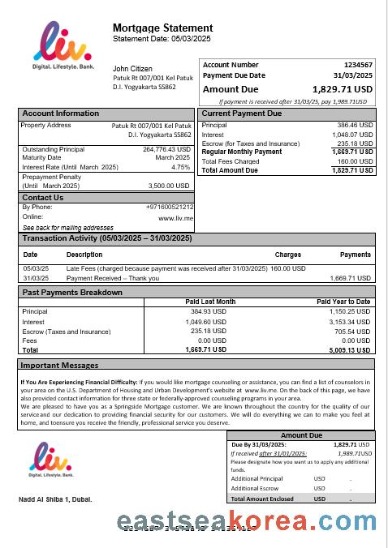 liv.
Digital. Lifestyle. Bank.
Mortgage Statement
Statement Date: 05/03/2025
John Citizen
Patuk Rt 007/001 Kel Patuk
D.I. Yogyakarta 55862
Account Number 1234567
Payment Due Date 31/03/2025
Amount Due 1,829.71 USD
If payment is received after 31/03/25, pay 1,989.71USD
Account Information
Property Address Patuk Rt 007/001 Kel Patuk
D.I. Yogyakarta 55862
Outstanding Principal 264,776.43 USD
Maturity Date March 2025
Interest Rate (Until March 2025) 4.75%
Prepayment Penalty
(Until March 2025) 3,500.00 USD
Contact Us
By Phone: +971600521212
Online: www.liv.me
See back for mailing addresses
Current Payment Due
Principal 386.46 USD
Interest 1,048.07 USD
Escrow (for Taxes and Insurance) 235.18 USD
Regular Monthly Payment 1,669.71 USD
Total Fees Charged 160.00 USD
Total Amount Due 1,829.71 USD
Transaction Activity (05/03/2025 – 31/03/2025)
Date Description Charges Payments
05/03/25 Late Fees (charged because payment was received after 31/03/2025) 160.00 USD
31/03/25 Payment Received – Thank you 1,669.71 USD
Past Payments Breakdown
Paid Last Month Paid Year to Date
Principal 384.93 USD 1,150.25 USD
Interest 1,049.60 USD 3,153.34 USD
Escrow (Taxes and Insurance) 235.18 USD 705.54 USD
Fees 0.00 USD 0.00 USD
Total 1,669.71 USD 5,009.13 USD
Important Messages
If You Are Experiencing Financial Difficulty: If you would like mortgage counseling or assistance, you can find a list of counselors in
your area on the U.S. Department of Housing and Urban Development's website at www.liv.me. On the back of this page, we have
also provided contact information for three state or federally-approved counseling programs in your area.
We are pleased to have you as a Springside Mortgage customer. We are known throughout the country for the quality of our
service and our dedication to providing financial security for our customers. We will do everything we can to make you feel at
home, and to ensure you receive the friendly, professional service you deserve.
liv.
Digital. Lifestyle. Bank.
Nadd Al Shiba 1, Dubai.
Amount Due
Due By 31/03/2025: 1,829.71 USD
If received after 31/01/2025: 1,989.71USD
Please designate how you want us to apply any additional
funds.
Additional Principal USD .
Additional Escrow USD .
Total Amount Enclosed USD .
eastseakorea.com